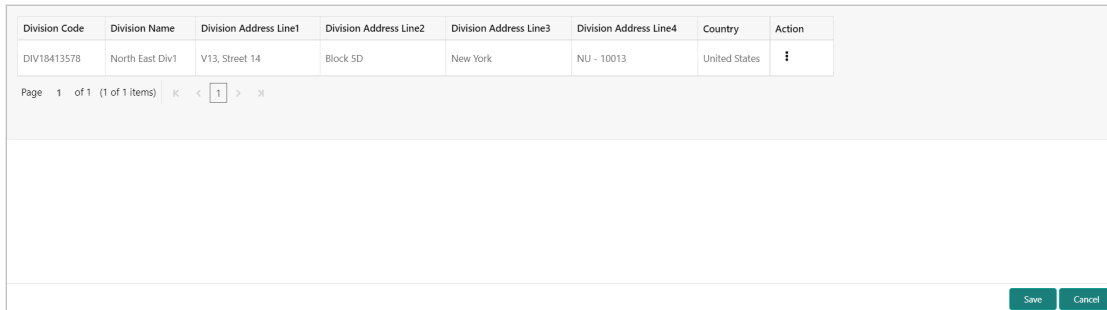 Division Code Division Name Division Address Line1 Division Address Line2 Division Address Line3 Division Address Line4 Country Action
DIV18413578 North East Div1 V13, Street 14 Block 5D New York NU - 10013 United States
Page 1 of 1 (1 of 1 items) 1
Save Cancel